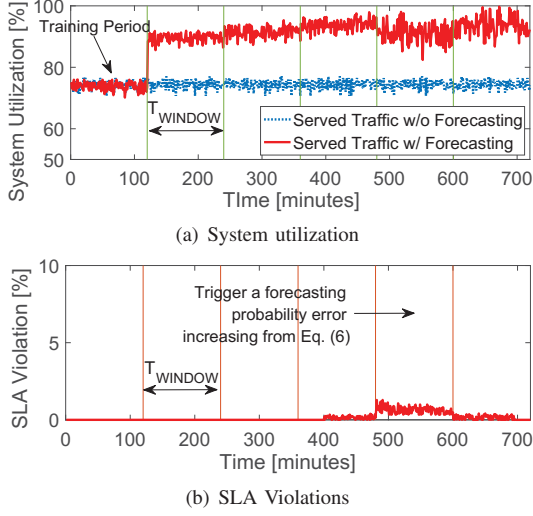 100
Training Period
90
80
70
T_WINDOW
Served Traffic w/o Forecasting
60
Served Traffic w/ Forecasting
50
System Utilization [%]
0 100 200 300 400 500 600 700
TIme [minutes]
(a) System utilization
10
Trigger a forecasting
probability error
increasing from Eq. (6)
5
T_WINDOW
0
SLA Violation [%]
0 100 200 300 400 500 600 700
Time [minutes]
(b) SLA Violations